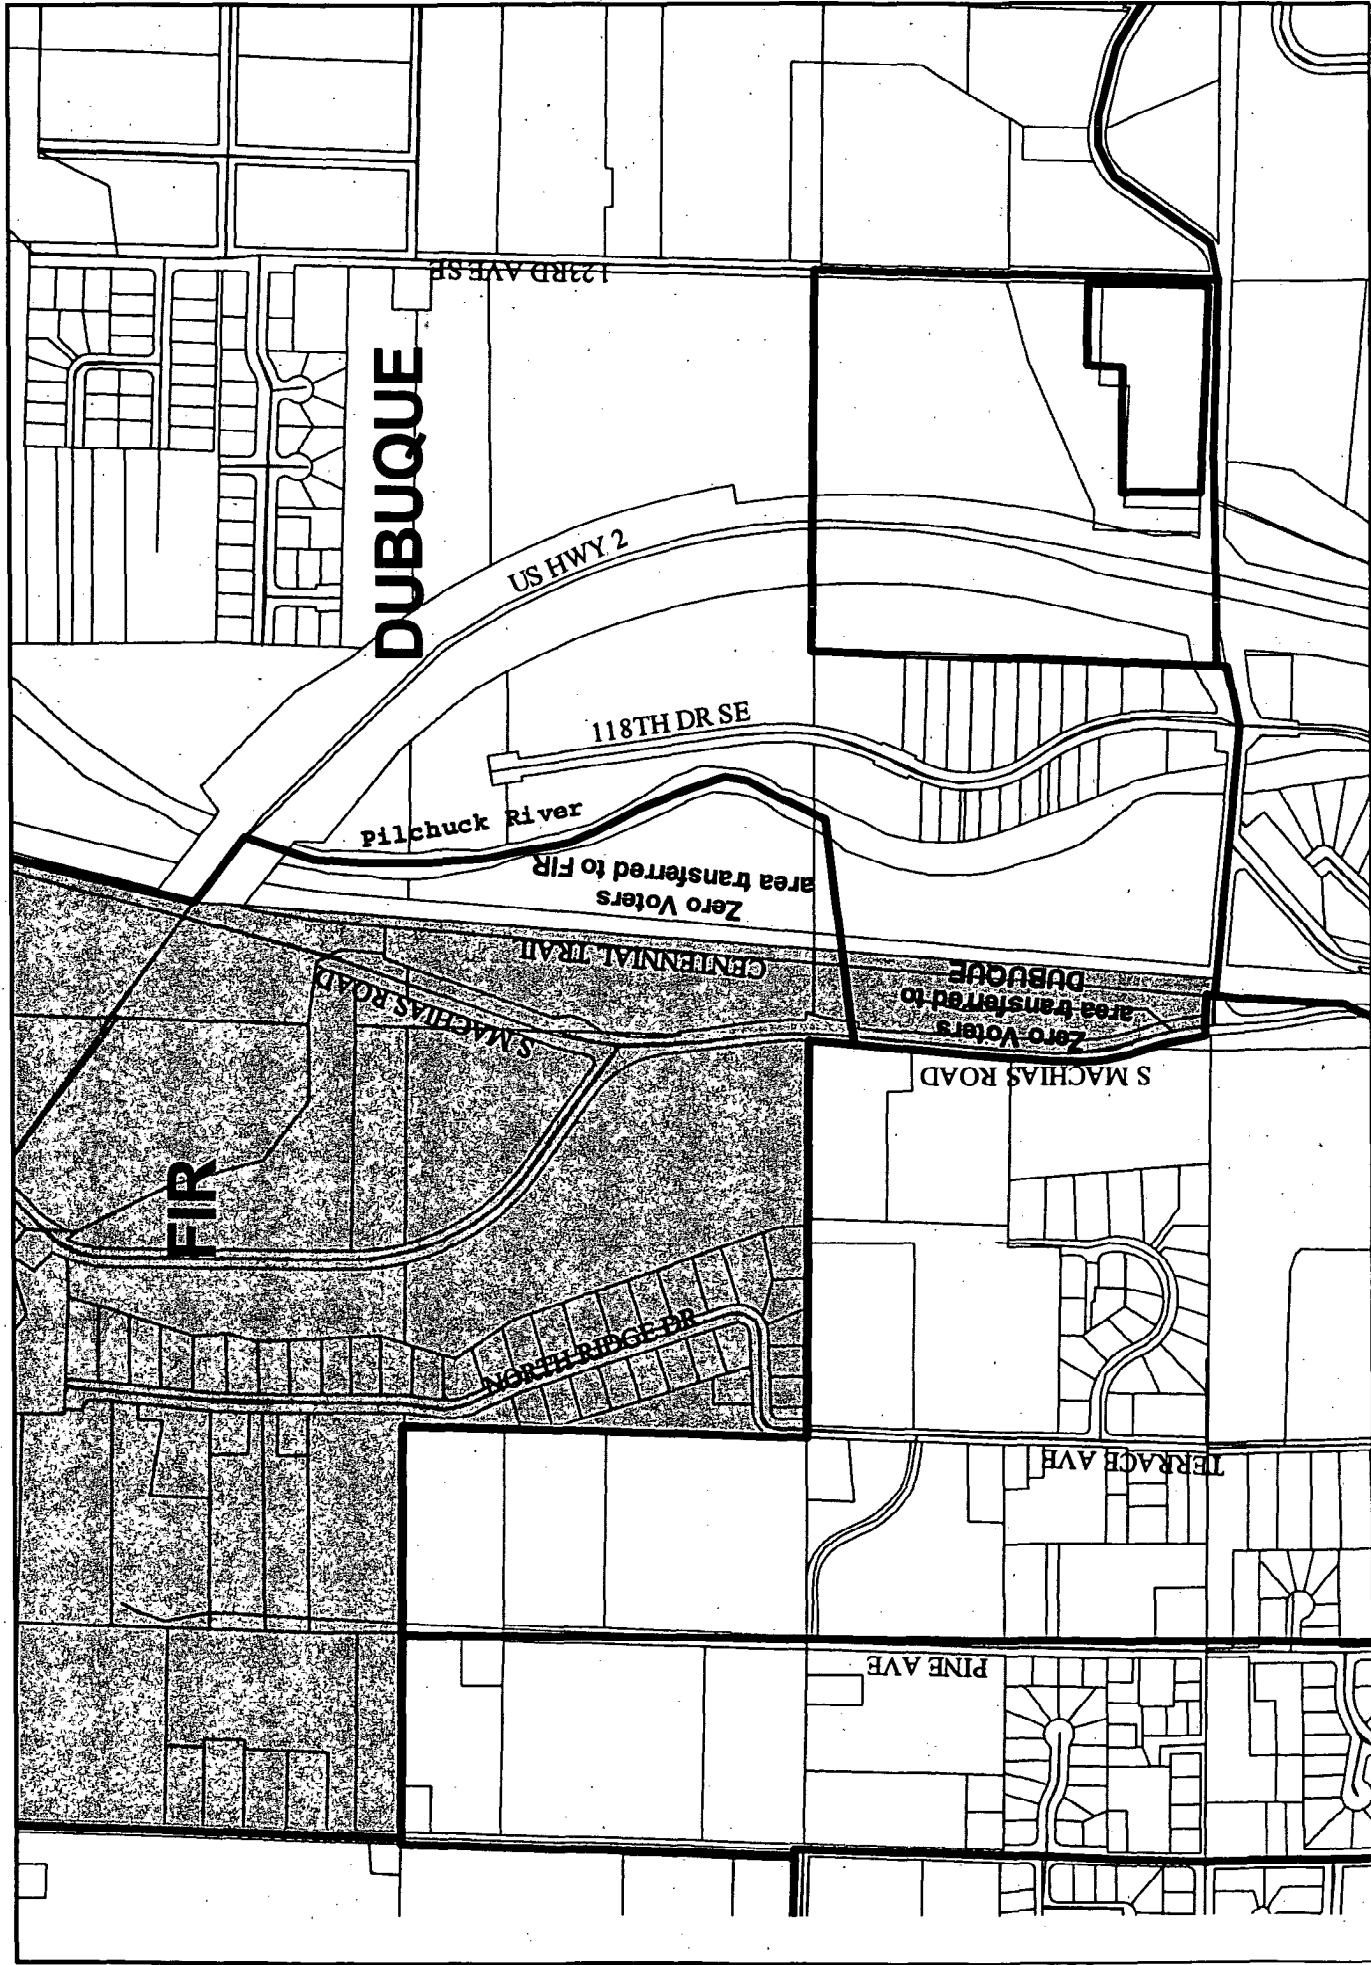 123RD AVE SE
DUBUQUE
US HWY 2
118TH DR SE
Pilchuck River
Zero Voters
area transferred to FIR
CENTENNIAL TRAIL
S MACHIAS ROAD
Zero Voters
area transferred to
DUBUQUE
S MACHIAS ROAD
FIR
NORTH RIDGE DR
TERRACE AVE
PINE AVE